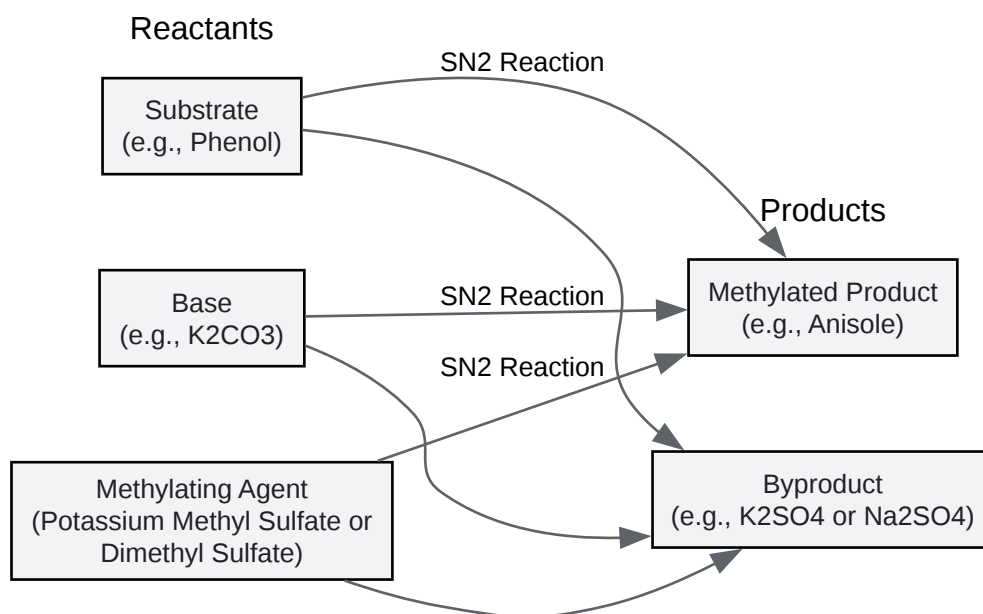 Reactants
SN2 Reaction
Substrate
(e.g., Phenol)
Products
Base
(e.g., K2CO3)
SN2 Reaction
Methylated Product
(e.g., Anisole)
SN2 Reaction
Methylating Agent
(Potassium Methyl Sulfate or
Dimethyl Sulfate)
Byproduct
(e.g., K2SO4 or Na2SO4)